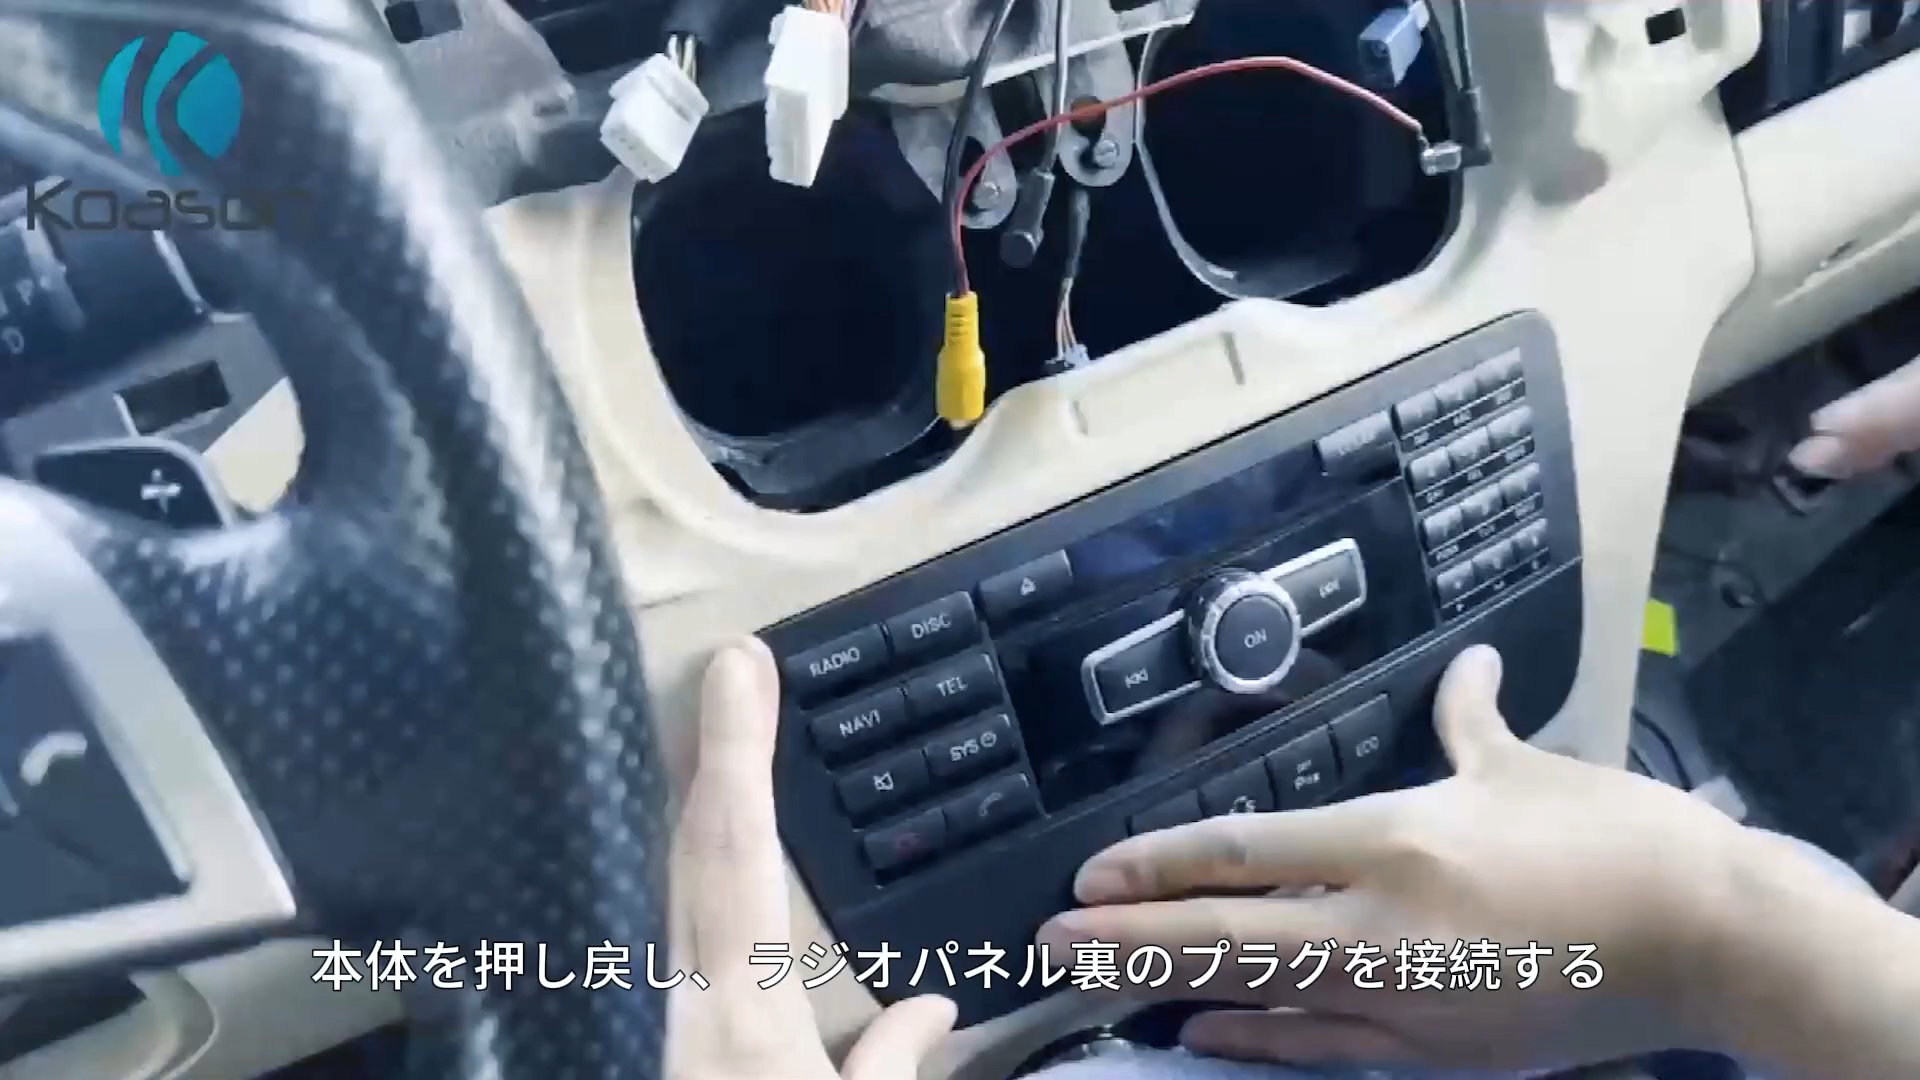 Koason
P
D
RADIO
DISC
NAVI
TEL
SYS
ON
ECO
本体を押し戻し、ラジオパネル裏のプラグを接続する